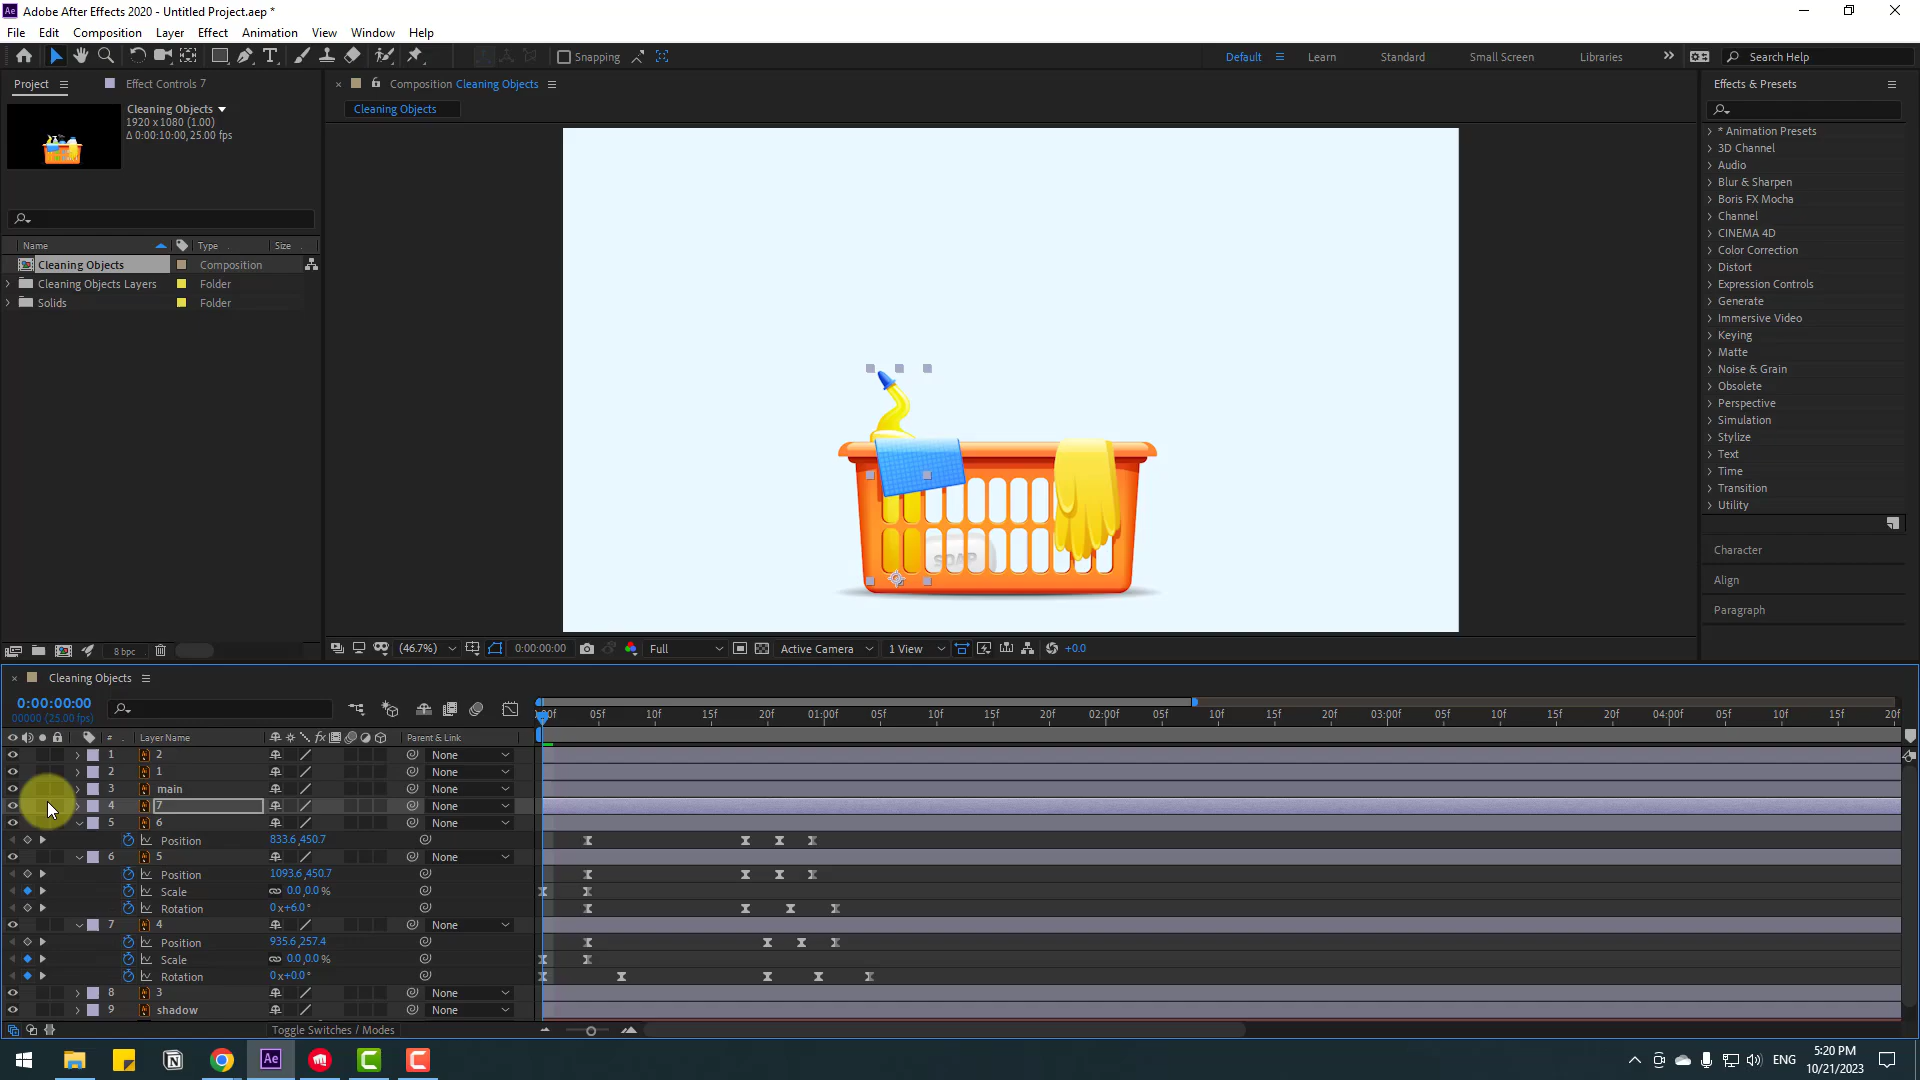 Adobe After Effects 2020 - Untitled Project.aep *
File Edit Composition Layer Effect Animation View Window Help
Snapping Default Learn Standard Small Screen Libraries Search Help
Project Effect Controls 7
Cleaning Objects
1920 x 1080 (1.00)
Δ 0:00:10:00, 25.00 fps
Name Type Size
Cleaning Objects Composition
Cleaning Objects Layers Folder
Solids Folder
8 bpc
Composition Cleaning Objects
Cleaning Objects
SOAP
(46.7%) 0:00:00:00 Full Active Camera 1 View +0.0
Effects & Presets
* Animation Presets
3D Channel
Audio
Blur & Sharpen
Boris FX Mocha
Channel
CINEMA 4D
Color Correction
Distort
Expression Controls
Generate
Immersive Video
Keying
Matte
Noise & Grain
Obsolete
Perspective
Simulation
Stylize
Text
Time
Transition
Utility
Character
Align
Paragraph
Cleaning Objects
0:00:00:00
00000 (25.00 fps)
05f 10f 15f 20f 01:00f 05f 10f 15f 20f 02:00f 05f 10f 15f 20f 03:00f 05f 10f 15f 20f 04:00f 05f 10f 15f 20f
# Layer Name fx Parent & Link
1 2 None
2 1 None
3 main None
4 7 None
5 6 None
Position 833.6,450.7
6 5 None
Position 1093.6,450.7
Scale 0.0,0.0 %
Rotation 0x+6.0°
7 4 None
Position 935.6,257.4
Scale 0.0,0.0 %
Rotation 0x+0.0°
8 3 None
9 shadow None
Toggle Switches / Modes
Ae
ENG
5:20 PM
10/21/2023